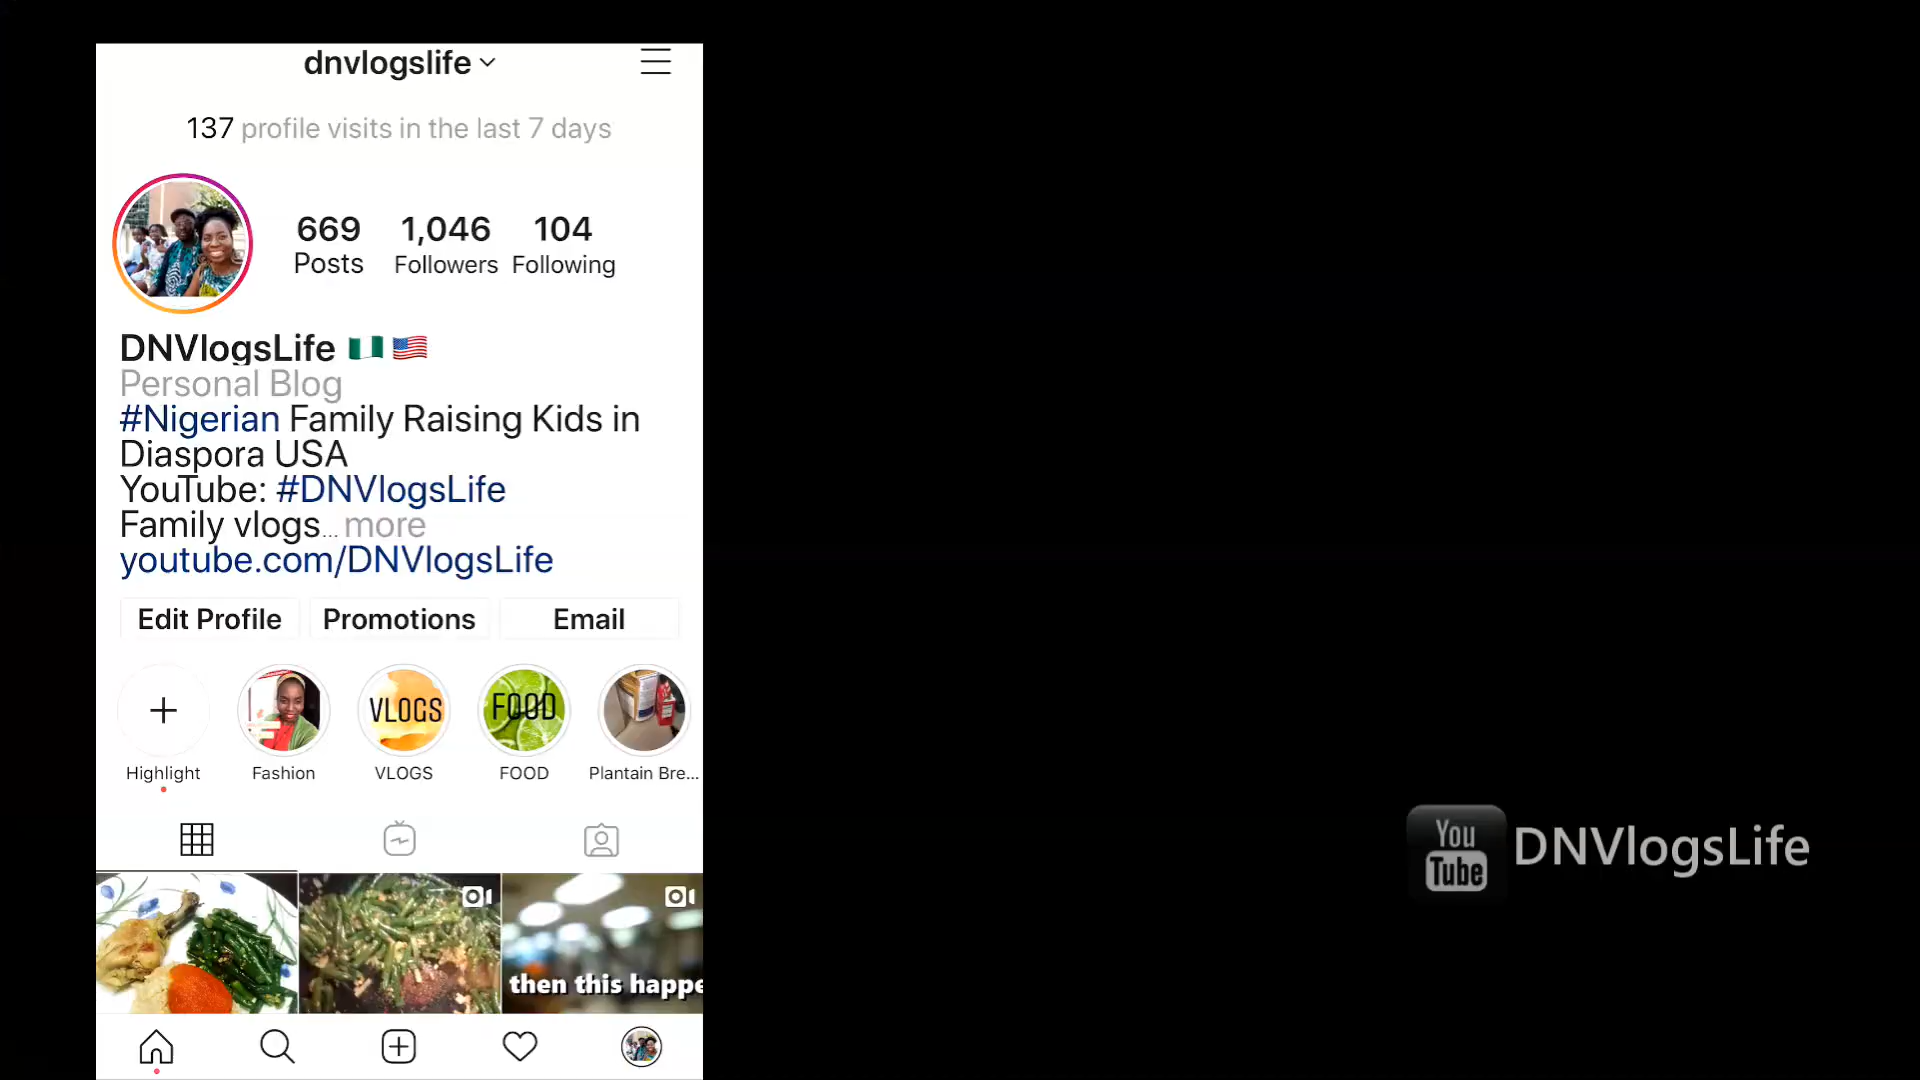 dnvlogslife
137 profile visits in the last 7 days
669 1,046 104
Posts Followers Following
DNVlogsLife
Personal Blog
#Nigerian Family Raising Kids in
Diaspora USA
YouTube: #DNVlogsLife
Family vlogs... more
youtube.com/DNVlogsLife
Edit Profile Promotions Email
VLOGS FOOD
Highlight Fashion VLOGS FOOD Plantain Bre...
then this happe
You
Tube DNVlogsLife